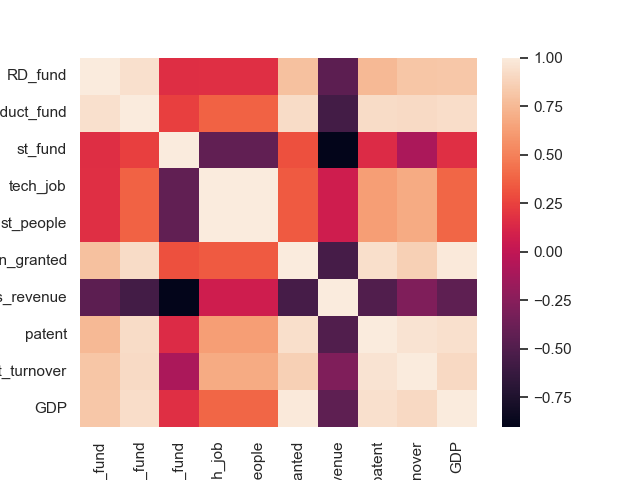 RD_fund
duct_fund
st_fund
tech_job
st_people
n_granted
s_revenue
patent
t_turnover
GDP
1.00
0.75
0.50
0.25
0.00
−0.25
−0.50
−0.75
_fund
_fund
_fund
h_job
eople
anted
venue
patent
nover
GDP